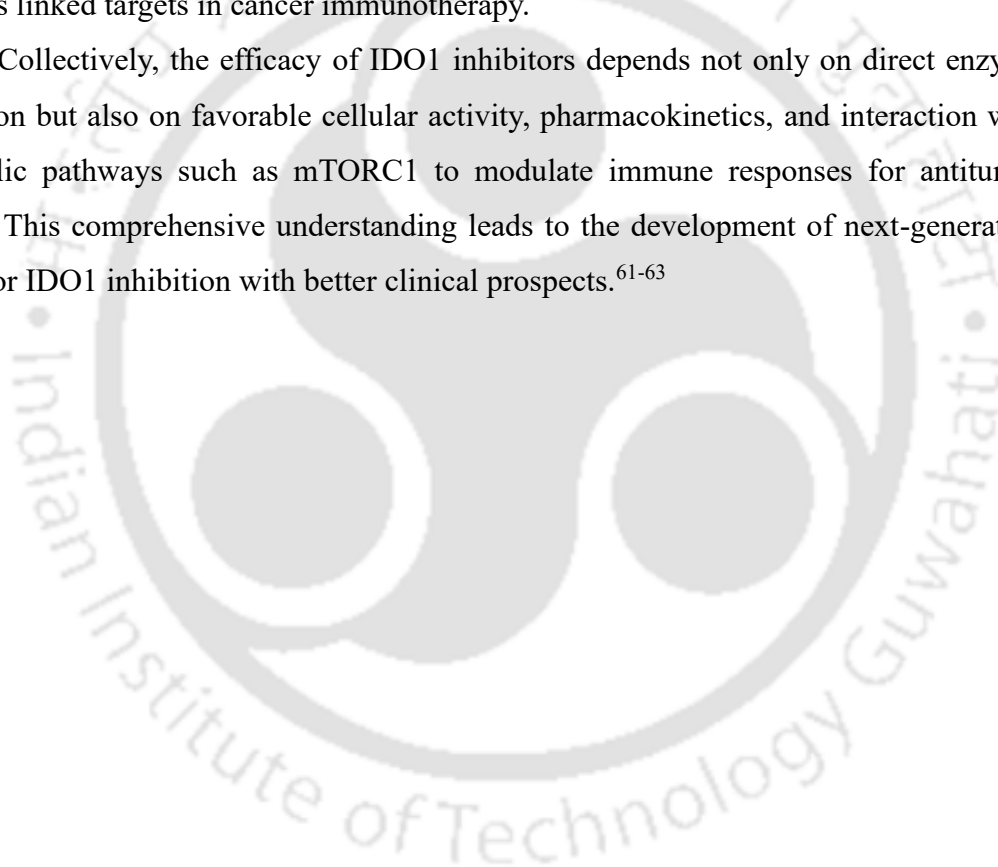 s linked targets in cancer immunotherapy.
Collectively, the efficacy of IDO1 inhibitors depends not only on direct enzy
on but also on favorable cellular activity, pharmacokinetics, and interaction w
lic pathways such as mTORC1 to modulate immune responses for antitu
This comprehensive understanding leads to the development of next-generat
or IDO1 inhibition with better clinical prospects.61-63
Indian Institute of Technology Guwahati